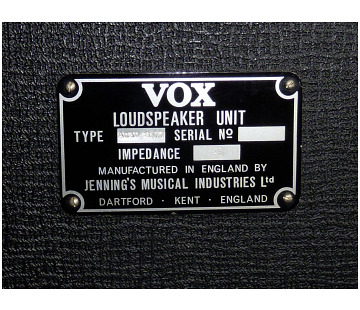 VOX
LOUDSPEAKER UNIT
TYPE SERIAL Nº
IMPEDANCE
MANUFACTURED IN ENGLAND BY
JENNING'S MUSICAL INDUSTRIES Ltd
DARTFORD · KENT · ENGLAND